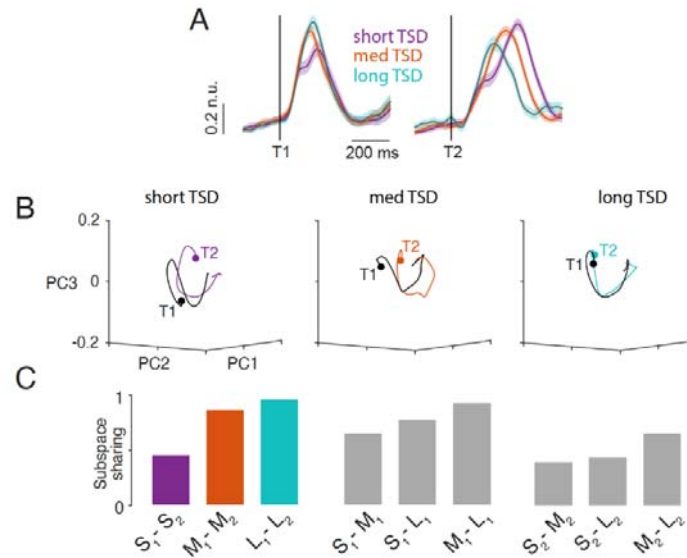 A
short TSD
med TSD
long TSD
0.2 n.u.
T1
200 ms
T2
B
short TSD
med TSD
long TSD
0.2
PC3
0
-0.2
T2
T1
T2
T1
T2
T1
PC2
PC1
C
1
Subspace
sharing
0
S1- S2
M1- M2
L1- L2
S1- M1
S1- L1
M1- L1
S2- M2
S2- L2
M2- L2